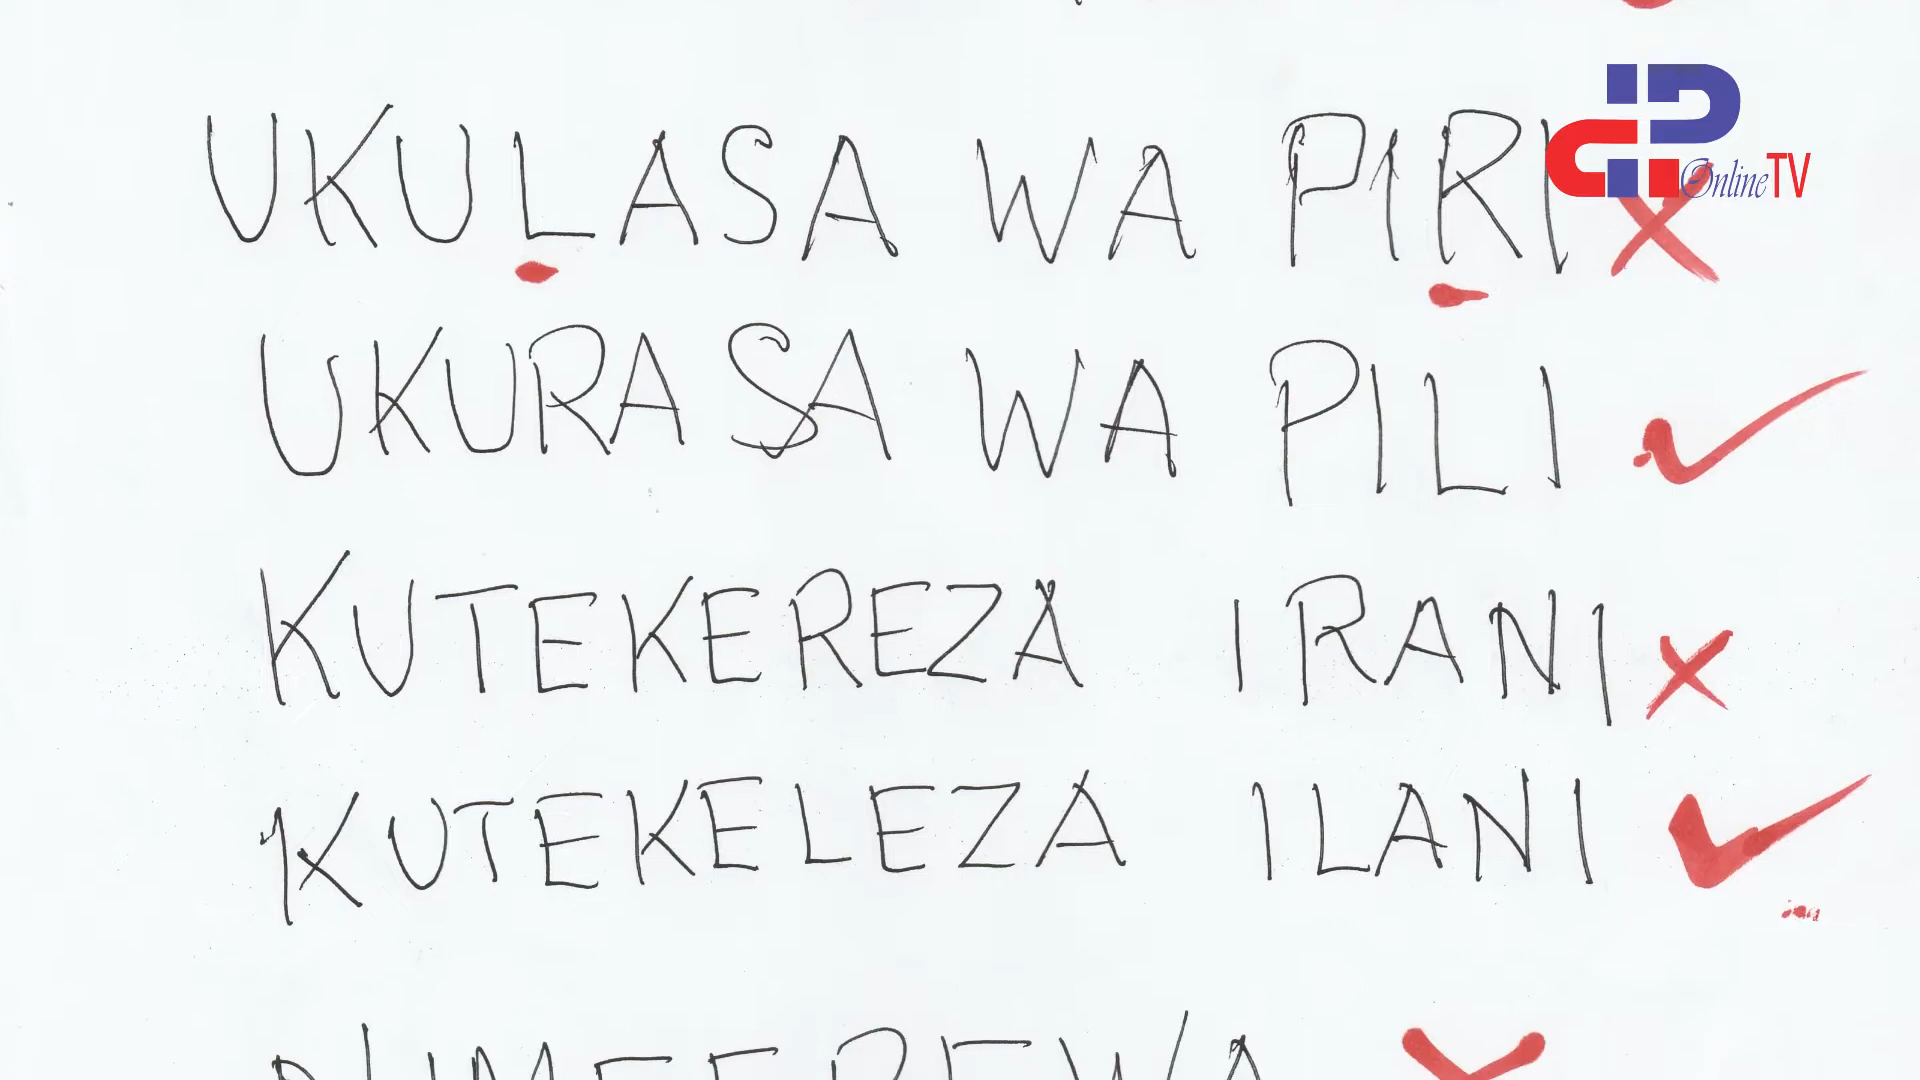 UKULASA WA PIRI
Online TV
UKURASA WA PILI
KUTEKEREZA IRANI
KUTEKELEZA ILANI